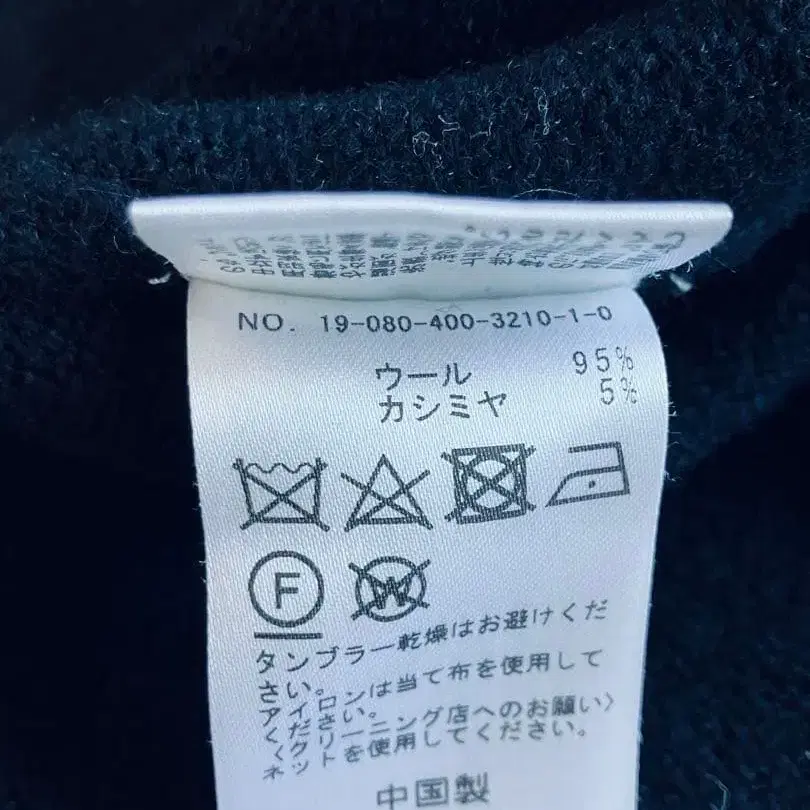 NO. 19-080-400-3210-1-0
ウール 95%
カシミヤ 5%
F
W
タンブラー乾燥はお避けくだ
さい。
アイロンは当て布を使用して
ください。
〈クリーニング店へのお願い〉
ネットを使用してください。
中国製